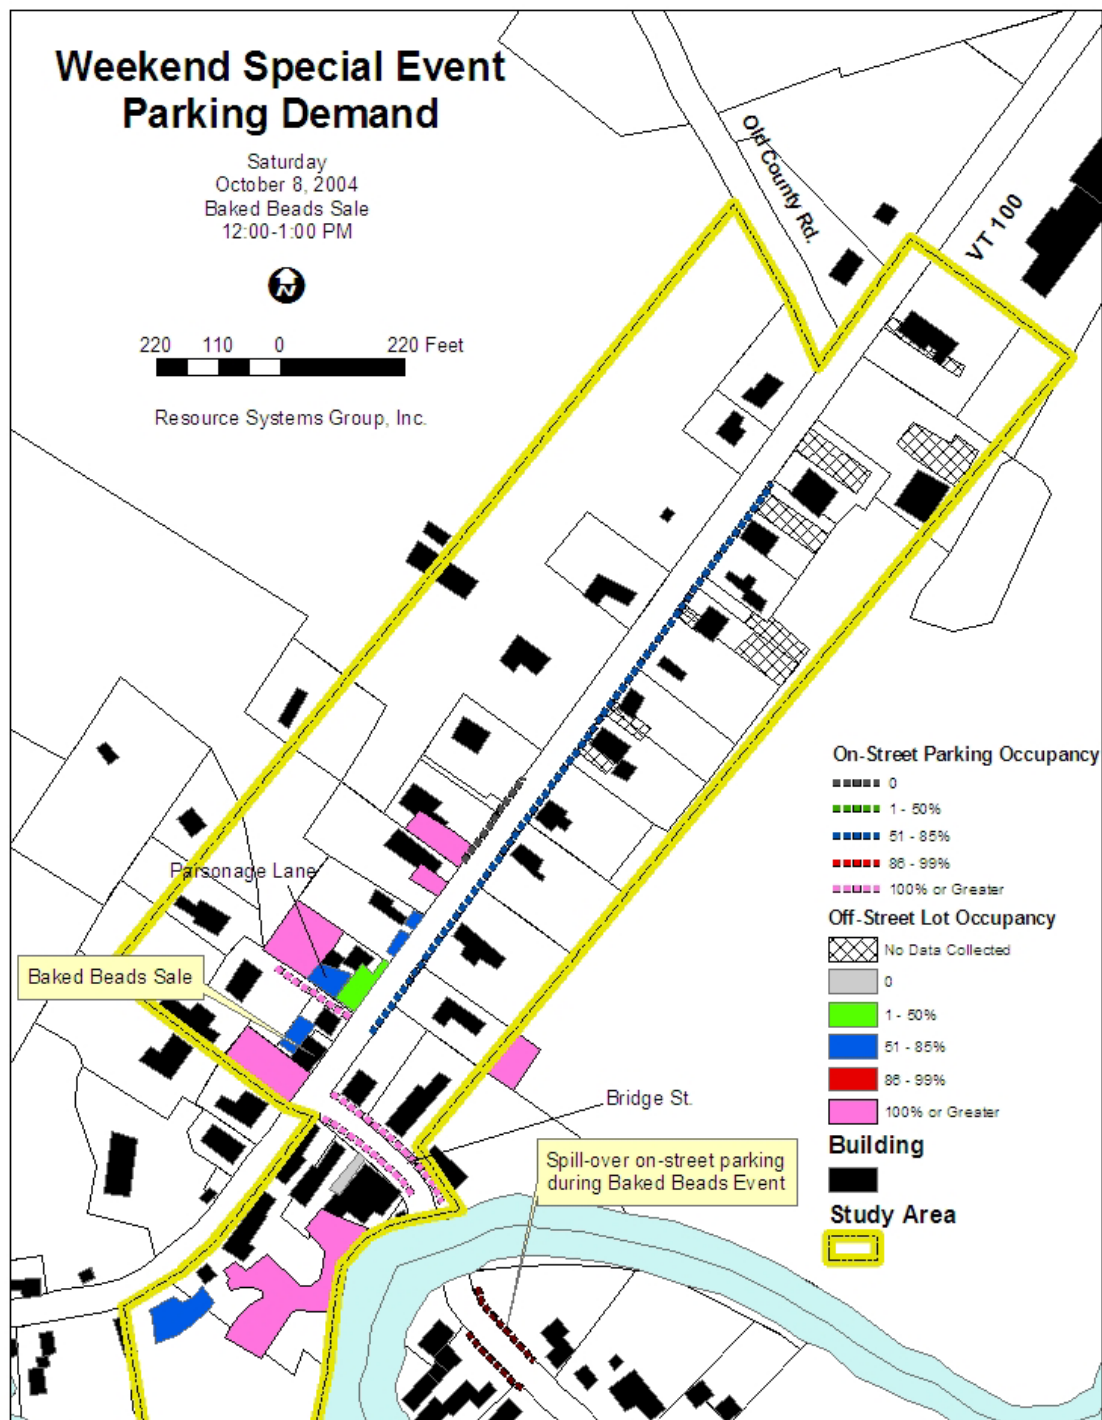 Weekend Special Event
Parking Demand
Saturday
October 8, 2004
Baked Beads Sale
12:00-1:00 PM
N
220 110 0 220 Feet
Resource Systems Group, Inc.
Old County Rd.
VT 100
Parsonage Lane
Baked Beads Sale
Bridge St.
Spill-over on-street parking
during Baked Beads Event
On-Street Parking Occupancy
0
1 - 50%
51 - 85%
86 - 99%
100% or Greater
Off-Street Lot Occupancy
No Data Collected
0
1 - 50%
51 - 85%
86 - 99%
100% or Greater
Building
Study Area